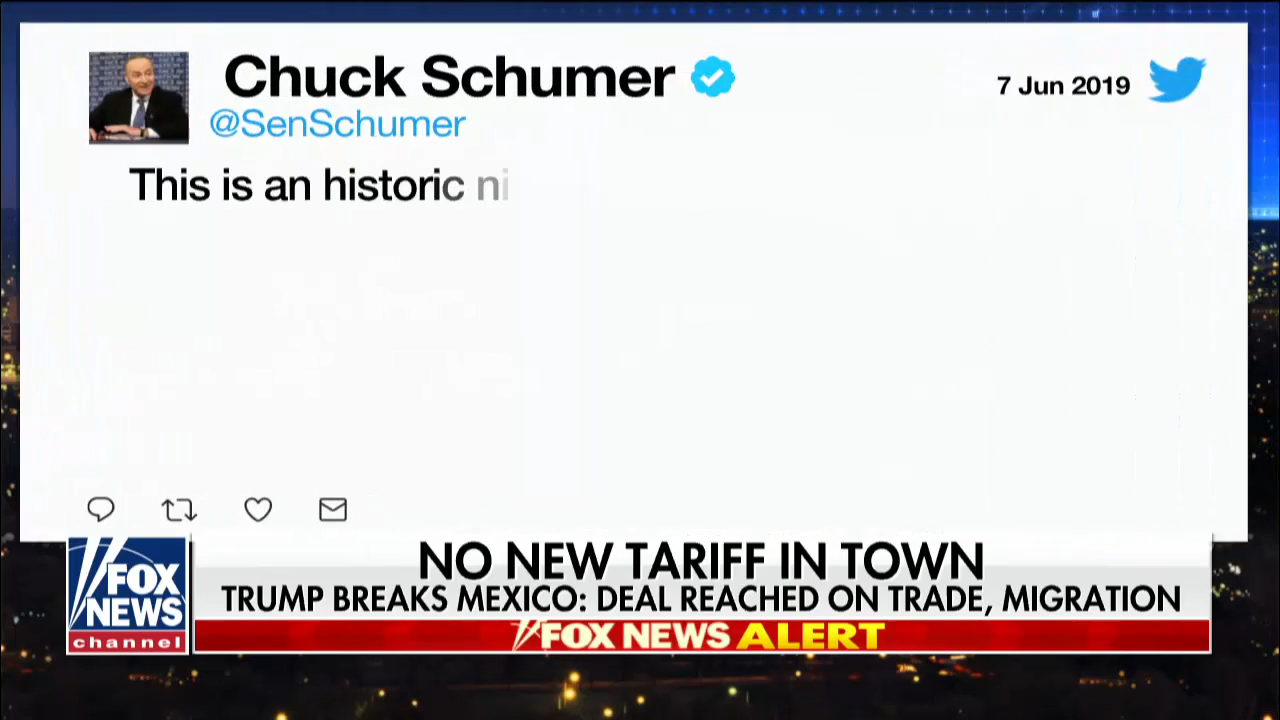 Chuck Schumer
@SenSchumer
7 Jun 2019
This is an historic ni
NO NEW TARIFF IN TOWN
TRUMP BREAKS MEXICO: DEAL REACHED ON TRADE, MIGRATION
FOX NEWS ALERT
FOX
NEWS
channel